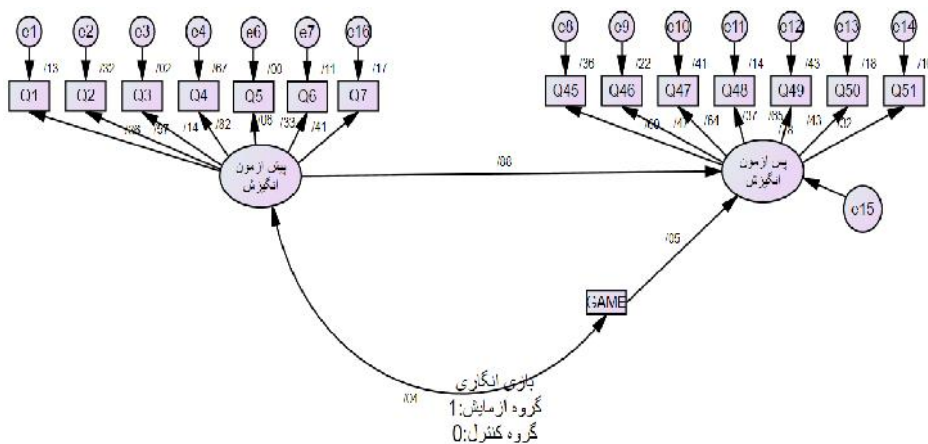 e1 e2 e3 e4 e6 e7 e16
/13 /32 /02 /67 /00 /11 /17
Q1 Q2 Q3 Q4 Q5 Q6 Q7
/14 /82 /06 /33 /41
پیش ازمون
انگیزش
e8 e9 e10 e11 e12 e13 e14
/36 /22 /41 /14 /43 /18
Q45 Q46 Q47 Q48 Q49 Q50 Q51
/47 /64 /37 /65 /43
پس ازمون
انگیزش
e15
/88
/05
GAME
/04
بازی انگاری
گروه ازمایش:1
گروه کنترل:0